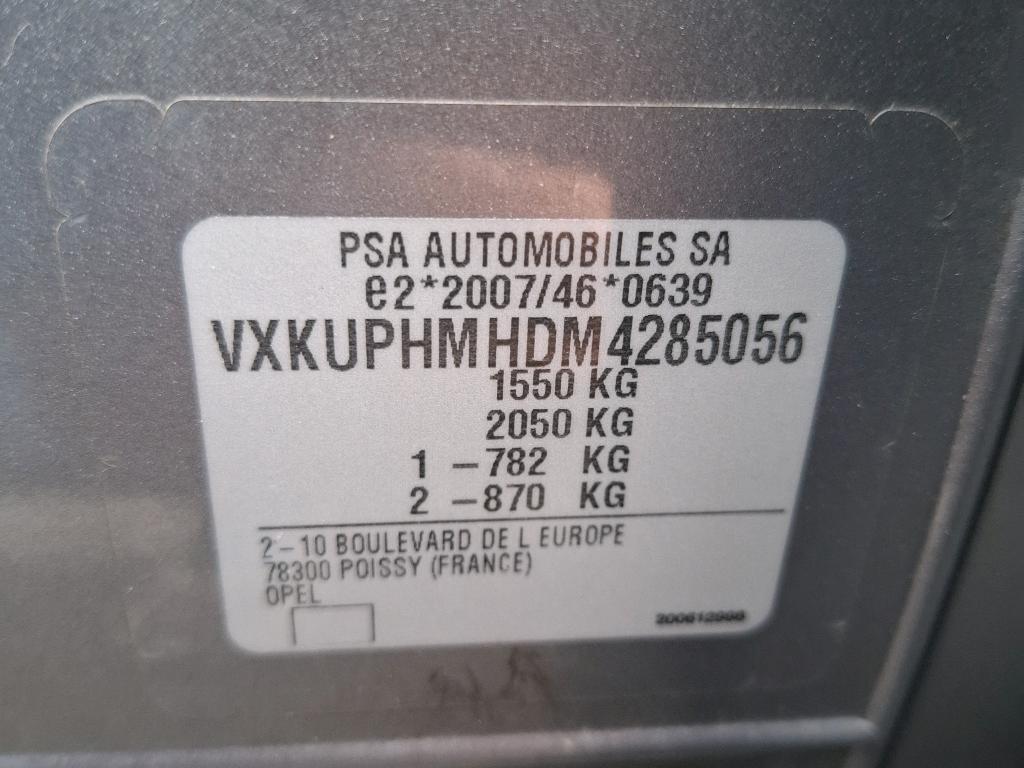 PSA AUTOMOBILES SA
e2*2007/46*0639
VXKUPHMHDM4285056
1550 KG
2050 KG
1 –782 KG
2 –870 KG
2–10 BOULEVARD DE L EUROPE
78300 POISSY (FRANCE)
OPEL